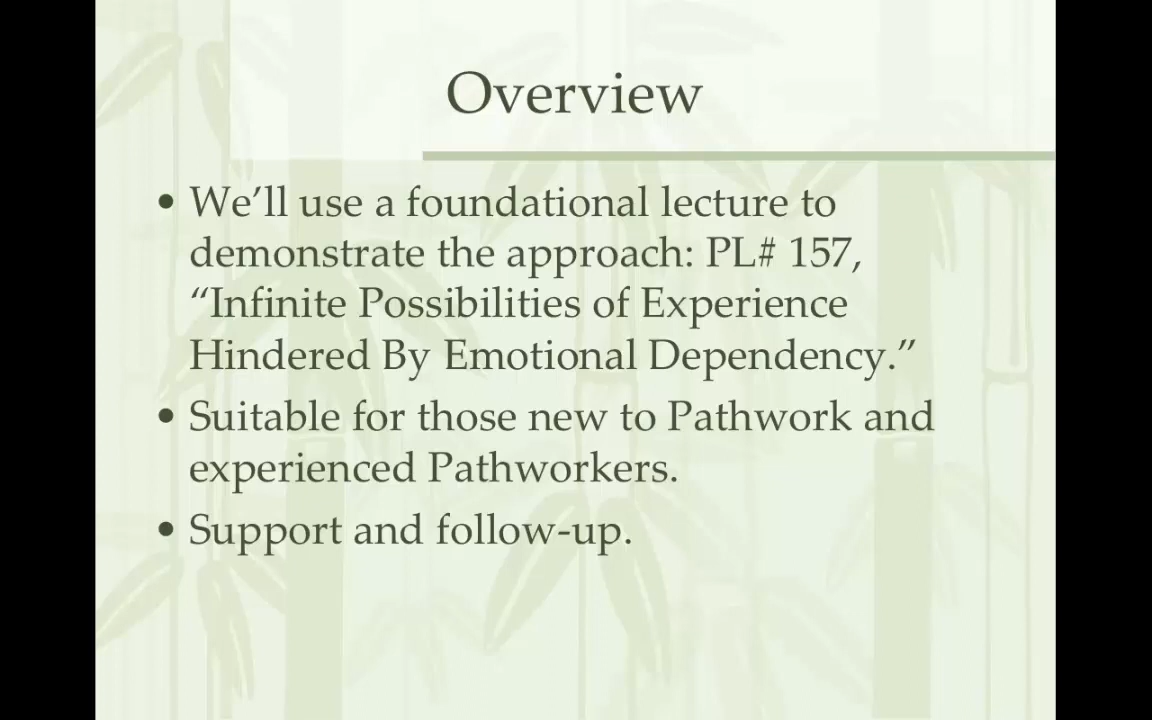 Overview
• We’ll use a foundational lecture to
demonstrate the approach: PL# 157,
“Infinite Possibilities of Experience
Hindered By Emotional Dependency.”
• Suitable for those new to Pathwork and
experienced Pathworkers.
• Support and follow-up.